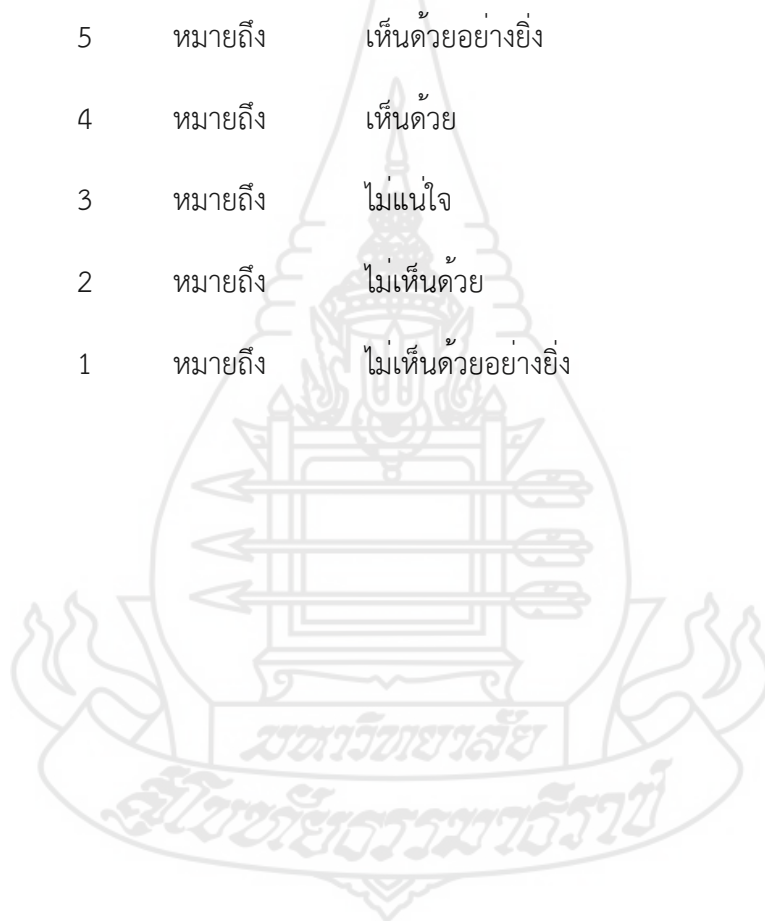 5 หมายถึง เห็นด้วยอย่างยิ่ง
4 หมายถึง เห็นด้วย
3 หมายถึง ไม่แน่ใจ
2 หมายถึง ไม่เห็นด้วย
1 หมายถึง ไม่เห็นด้วยอย่างยิ่ง
มหาวิทยาลัย
สุโขทัยธรรมาธิราช